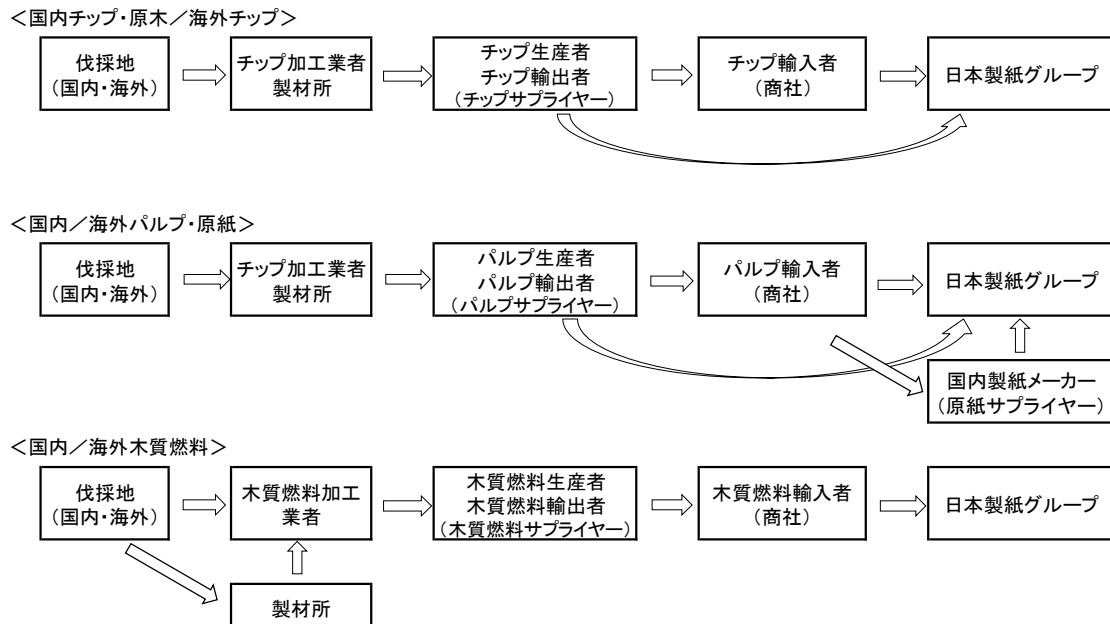 ＜国内チップ・原木／海外チップ＞
伐採地
（国内・海外）
チップ加工業者
製材所
チップ生産者
チップ輸出者
（チップサプライヤー）
チップ輸入者
（商社）
日本製紙グループ
＜国内／海外パルプ・原紙＞
伐採地
（国内・海外）
チップ加工業者
製材所
パルプ生産者
パルプ輸出者
（パルプサプライヤー）
パルプ輸入者
（商社）
日本製紙グループ
国内製紙メーカー
（原紙サプライヤー）
＜国内／海外木質燃料＞
伐採地
（国内・海外）
木質燃料加工
業者
木質燃料生産者
木質燃料輸出者
（木質燃料サプライヤー）
木質燃料輸入者
（商社）
日本製紙グループ
製材所